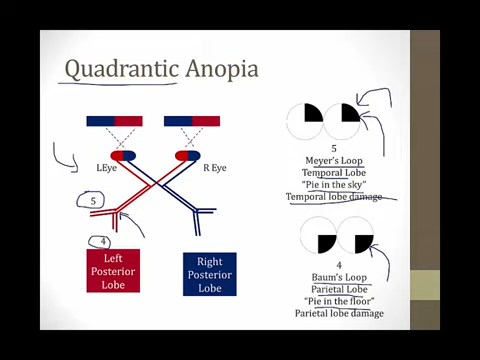 Quadrantic Anopia
LEye
R Eye
5
4
Left
Posterior
Lobe
Right
Posterior
Lobe
5
Meyer's Loop
Temporal Lobe
"Pie in the sky"
Temporal lobe damage
4
Baum's Loop
Parietal Lobe
"Pie in the floor"
Parietal lobe damage